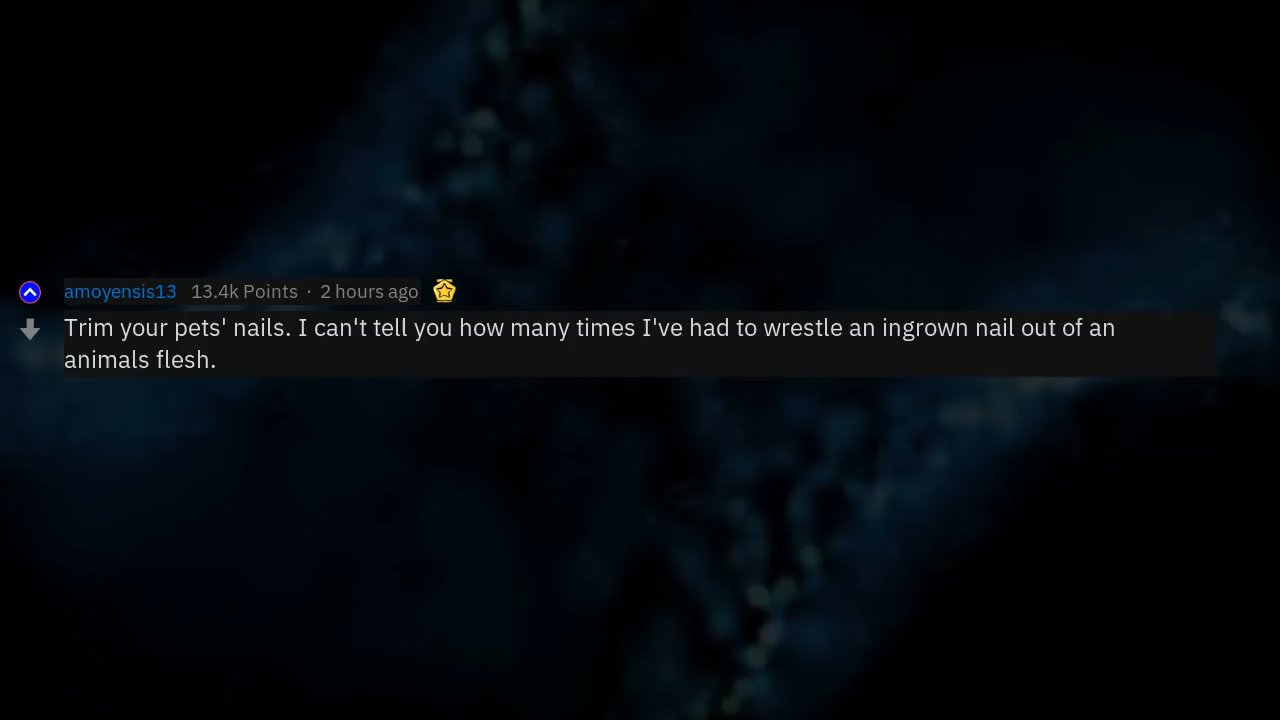 amoyensis13 13.4k Points · 2 hours ago
Trim your pets' nails. I can't tell you how many times I've had to wrestle an ingrown nail out of an
animals flesh.